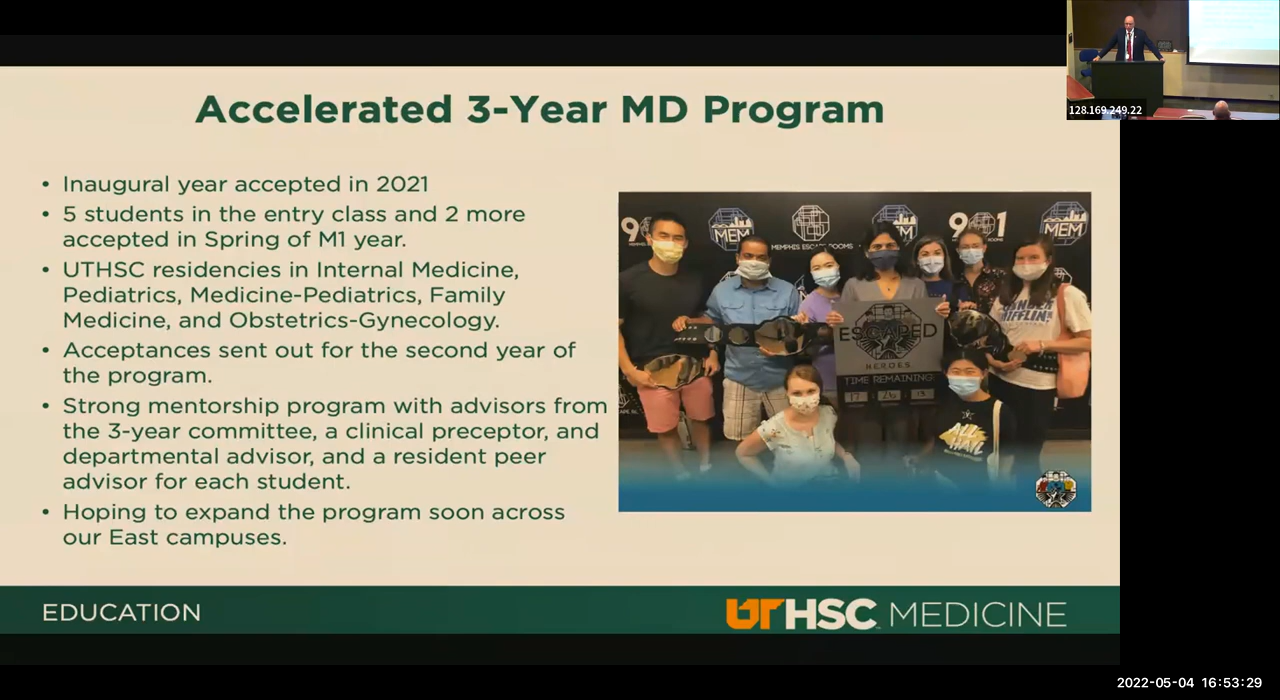 Accelerated 3-Year MD Program
128.169.249.22
• Inaugural year accepted in 2021
• 5 students in the entry class and 2 more
accepted in Spring of M1 year.
• UTHSC residencies in Internal Medicine,
Pediatrics, Medicine-Pediatrics, Family
Medicine, and Obstetrics-Gynecology.
• Acceptances sent out for the second year of
the program.
• Strong mentorship program with advisors from
the 3-year committee, a clinical preceptor, and
departmental advisor, and a resident peer
advisor for each student.
• Hoping to expand the program soon across
our East campuses.
MEM
MEMPHIS ESCAPE ROOMS
901
MEM
ESCAPED
HEROES
TIME REMAINING:
ALL
HAIL
EDUCATION
UTHSC MEDICINE
2022-05-04 16:53:29